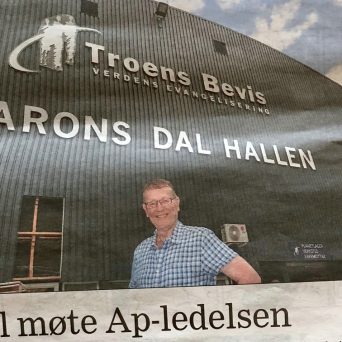 Troens Bevis
VERDENS EVANGELISERING
ARONS DAL HALLEN
l møte Ap-ledelsen